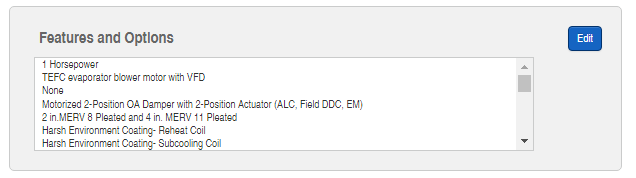 Features and Options
Edit
1 Horsepower
TEFC evaporator blower motor with VFD
None
Motorized 2-Position OA Damper with 2-Position Actuator (ALC, Field DDC, EM)
2 in.MERV 8 Pleated and 4 in. MERV 11 Pleated
Harsh Environment Coating- Reheat Coil
Harsh Environment Coating- Subcooling Coil